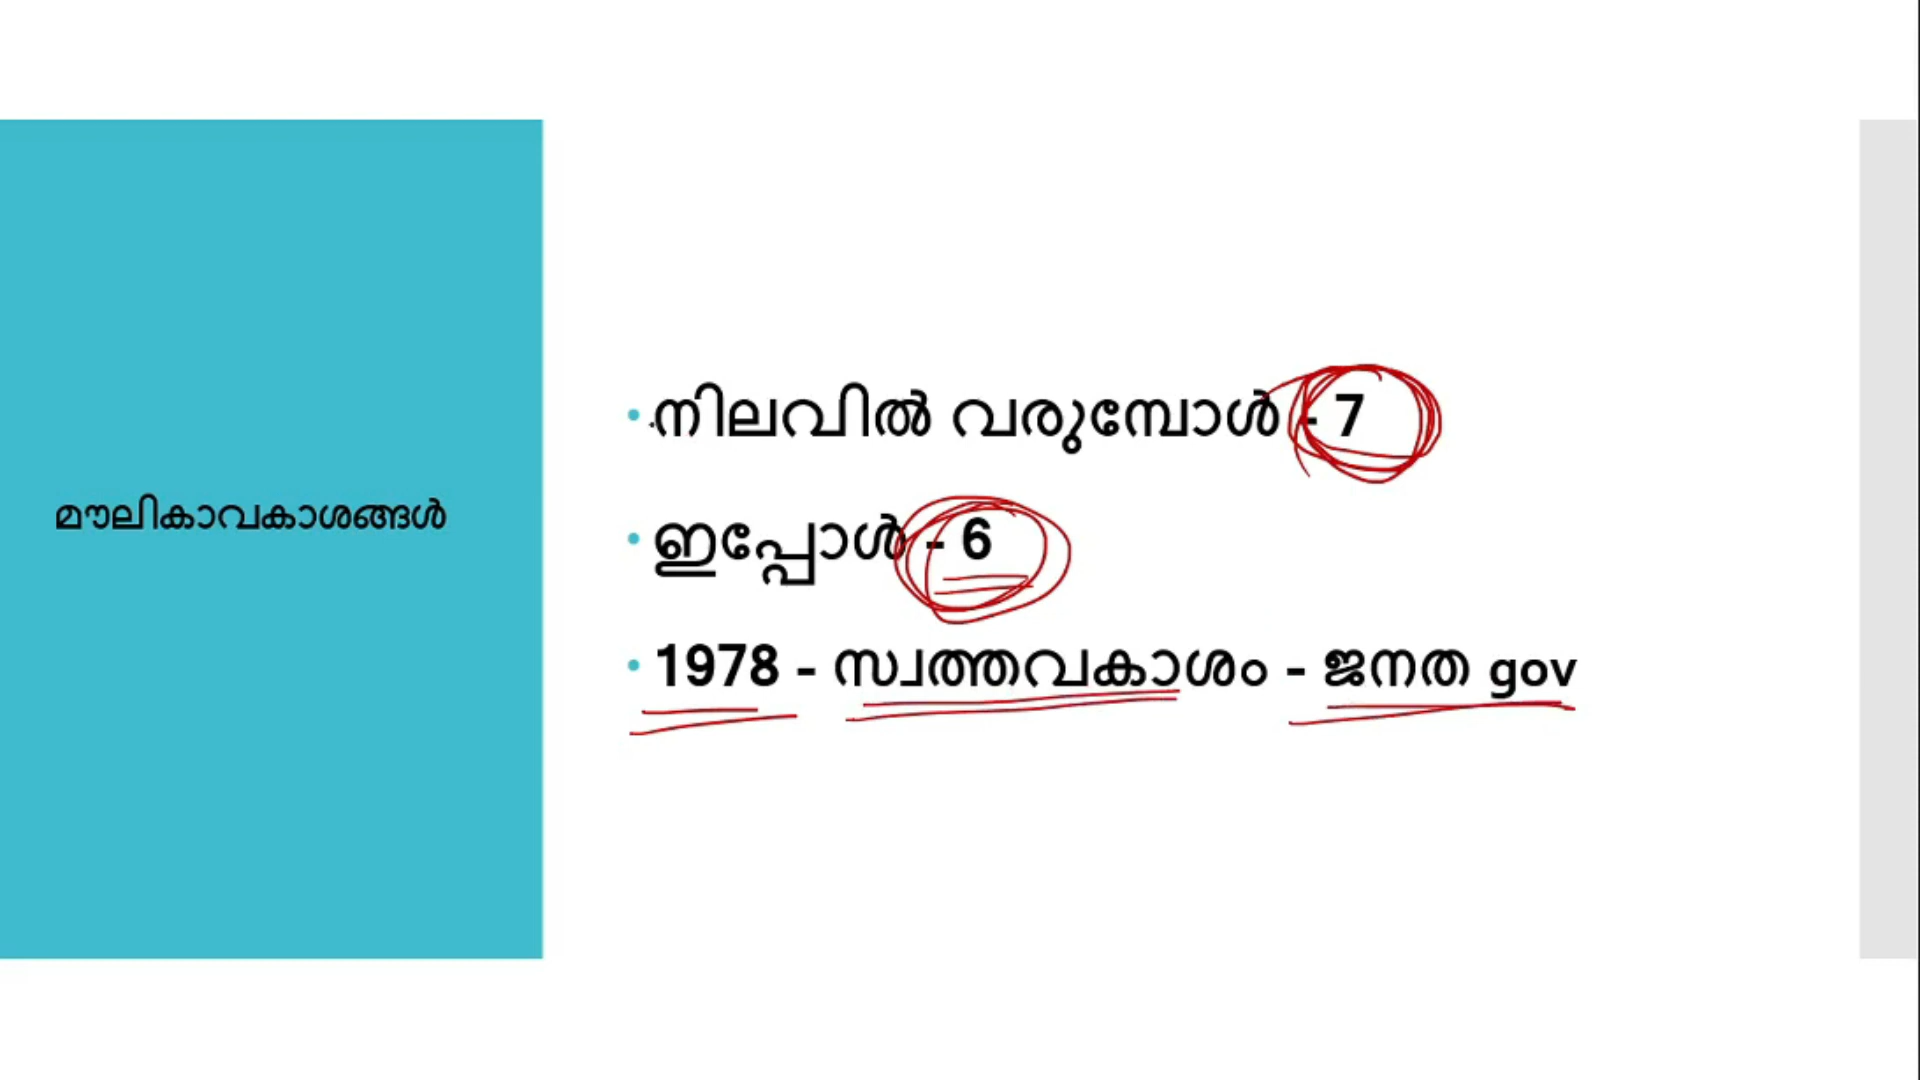 മൗലികാവകാശങ്ങൾ
നിലവിൽ വരുമ്പോൾ - 7
ഇപ്പോൾ - 6
1978 - സ്വത്തവകാശം - ജനത gov